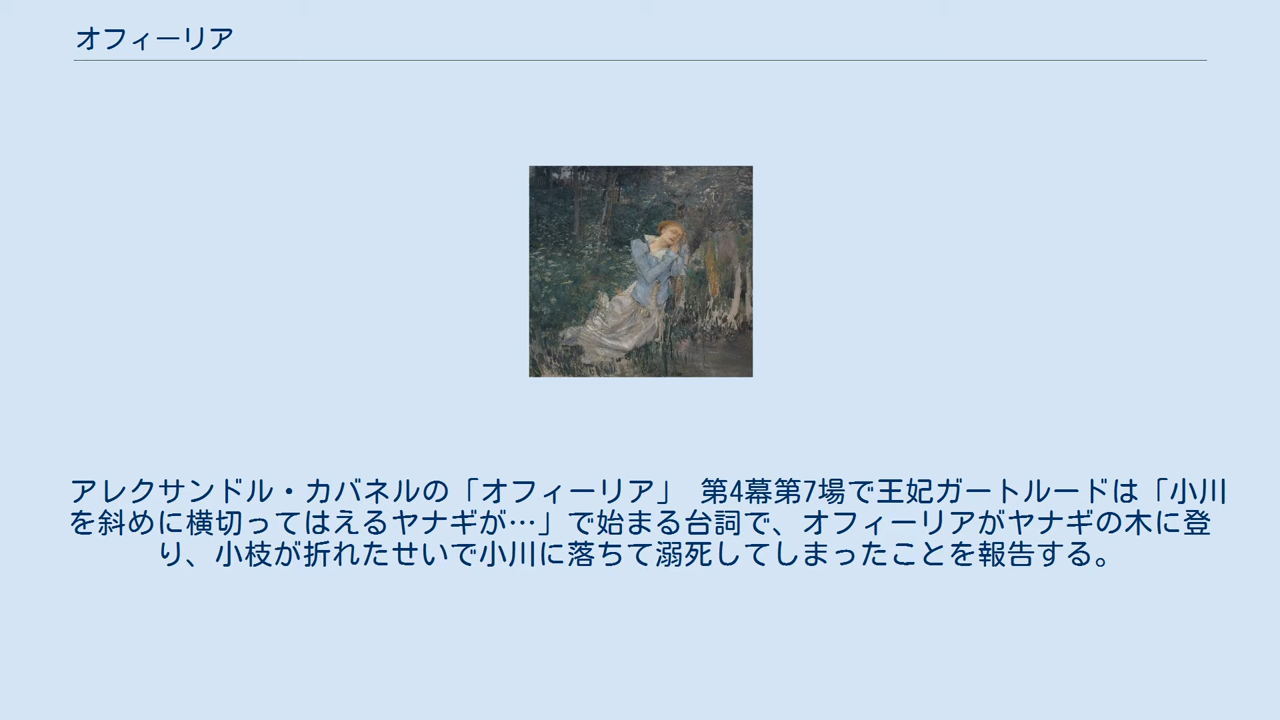 オフィーリア
アレクサンドル・カバネルの「オフィーリア」 第4幕第7場で王妃ガートルードは「小川
を斜めに横切ってはえるヤナギが…」で始まる台詞で、オフィーリアがヤナギの木に登
り、小枝が折れたせいで小川に落ちて溺死してしまったことを報告する。